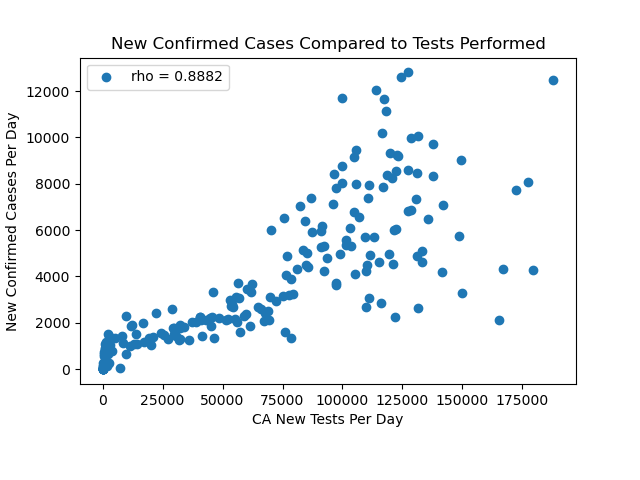 New Confirmed Cases Compared to Tests Performed
rho = 0.8882
12000
10000
8000
6000
4000
2000
0
New Confirmed Caeses Per Day
0 25000 50000 75000 100000 125000 150000 175000
CA New Tests Per Day